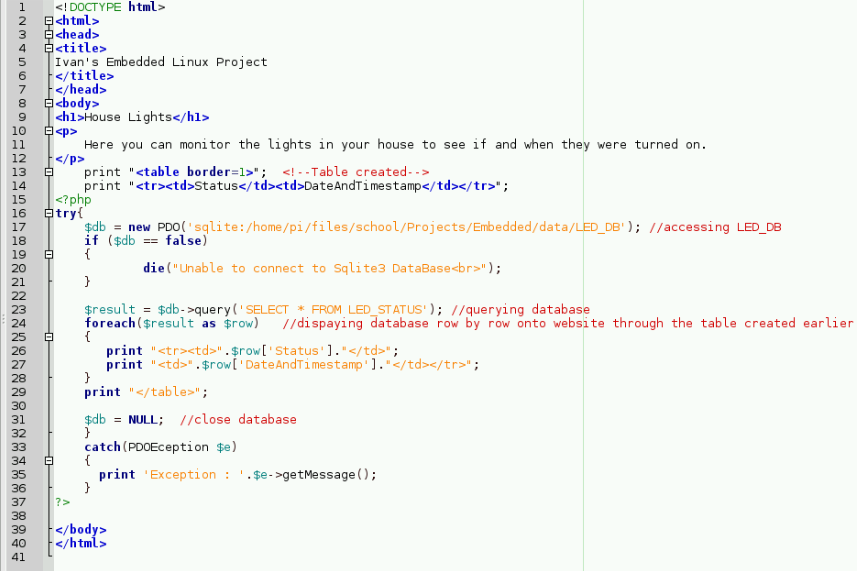 1 <!DOCTYPE html>
2 <html>
3 <head>
4 <title>
5 Ivan's Embedded Linux Project
6 </title>
7 </head>
8 <body>
9 <h1>House Lights</h1>
10 <p>
11     Here you can monitor the lights in your house to see if and when they were turned on.
12 </p>
13     print "<table border=1>";  <!--Table created-->
14     print "<tr><td>Status</td><td>DateAndTimestamp</td></tr>";
15 <?php
16 try{
17     $db = new PDO('sqlite:/home/pi/files/school/Projects/Embedded/data/LED_DB'); //accessing LED_DB
18     if ($db == false)
19     {
20             die("Unable to connect to Sqlite3 DataBase<br>");
21     }
22
23     $result = $db->query('SELECT * FROM LED_STATUS'); //querying database
24     foreach($result as $row)   //dispaying database row by row onto website through the table created earlier
25     {
26        print "<tr><td>".$row['Status']."</td>";
27        print "<td>".$row['DateAndTimestamp']."</td></tr>";
28     }
29     print "</table>";
30
31     $db = NULL;  //close database
32     }
33     catch(PDOEception $e)
34     {
35       print 'Exception : '.$e->getMessage();
36     }
37 ?>
38
39 </body>
40 </html>
41